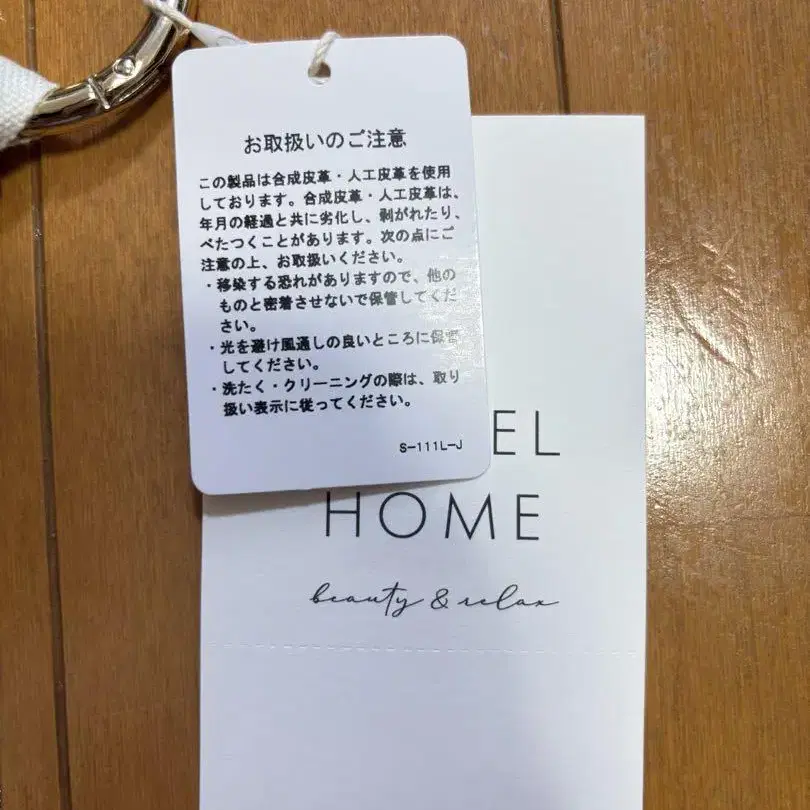 お取扱いのご注意
この製品は合成皮革・人工皮革を使用
しております。合成皮革・人工皮革は、
年月の経過と共に劣化し、剥がれたり、
べたつくことがあります。次の点にご
注意の上、お取扱いください。
・移染する恐れがありますので、他の
ものと密着させないで保管してくだ
さい。
・光を避け風通しの良いところに保管
してください。
・洗たく・クリーニングの際は、取り
扱い表示に従ってください。
S-111L-J
EL
HOME
beauty & relax